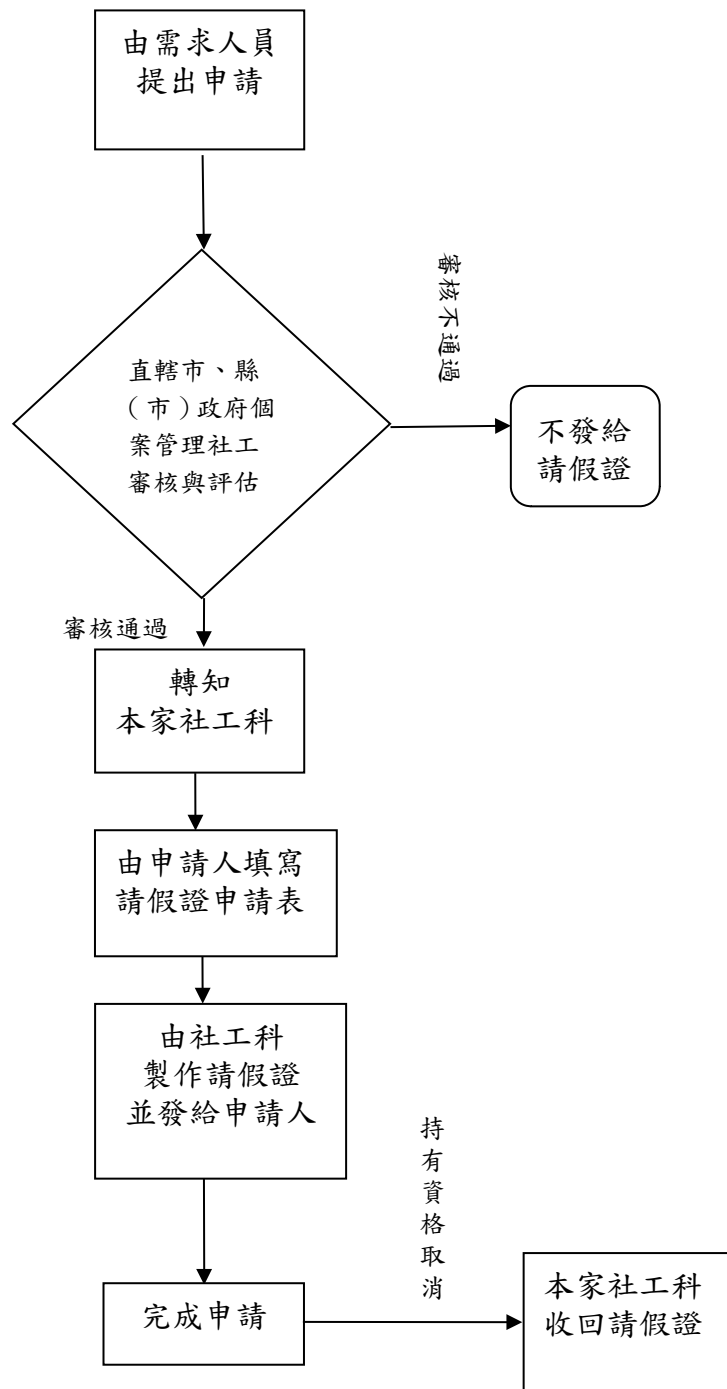 由需求人員
提出申請
審核不通過
直轄市、縣
（市）政府個
案管理社工
審核與評估
不發給
請假證
審核通過
轉知
本家社工科
由申請人填寫
請假證申請表
由社工科
製作請假證
並發給申請人
持有資格取消
完成申請
本家社工科
收回請假證